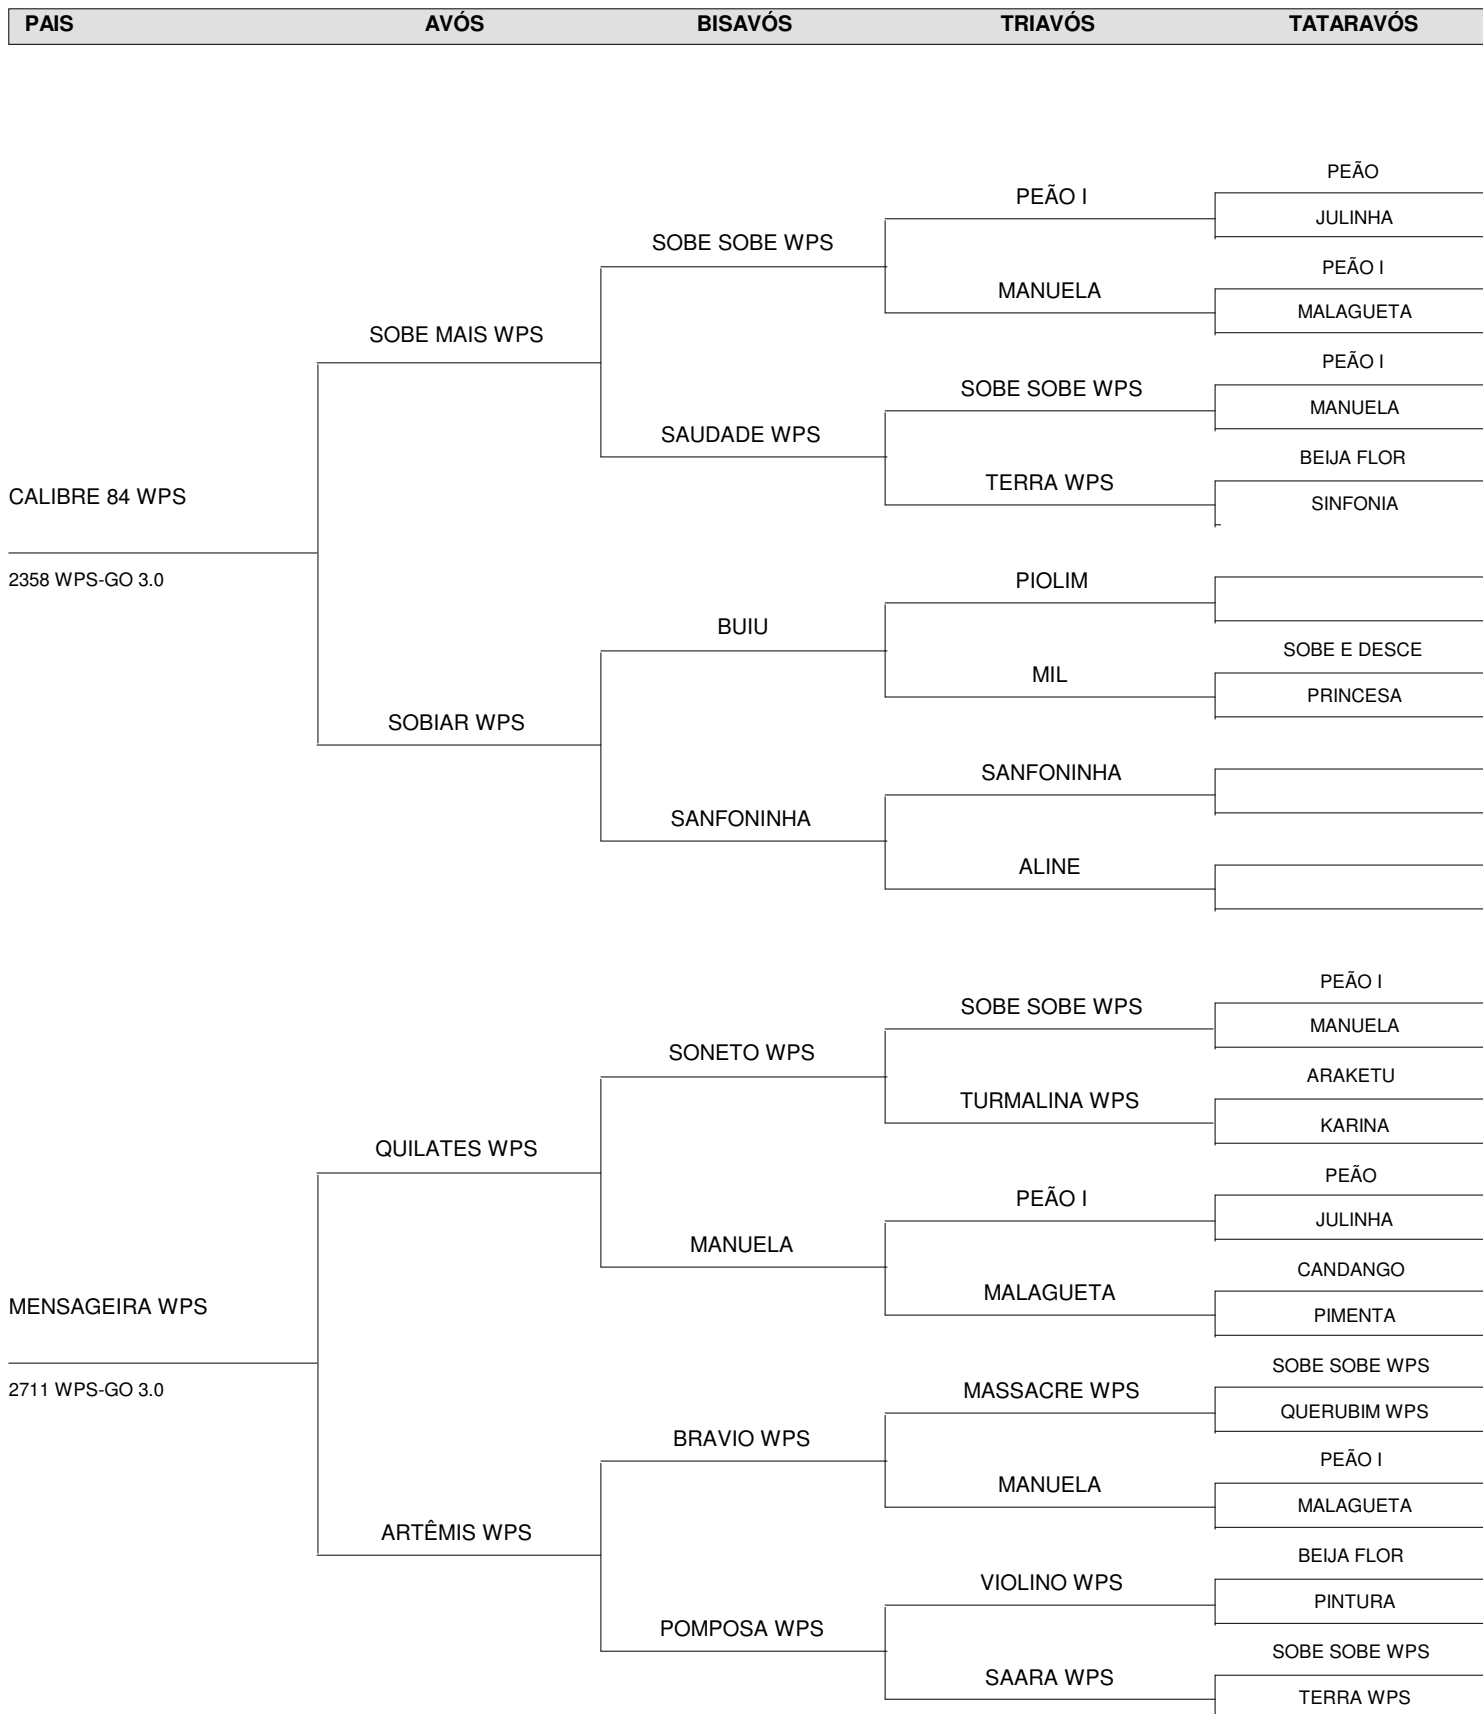 PAIS AVÓS BISAVÓS TRIAVÓS TATARAVÓS
PEÃO
PEÃO I
JULINHA
SOBE SOBE WPS
PEÃO I
MANUELA
MALAGUETA
SOBE MAIS WPS
PEÃO I
SOBE SOBE WPS
MANUELA
SAUDADE WPS
BEIJA FLOR
TERRA WPS
CALIBRE 84 WPS
SINFONIA
2358 WPS-GO 3.0
PIOLIM
BUIU
SOBE E DESCE
MIL
PRINCESA
SOBIAR WPS
SANFONINHA
SANFONINHA
ALINE
PEÃO I
SOBE SOBE WPS
MANUELA
SONETO WPS
ARAKETU
TURMALINA WPS
KARINA
QUILATES WPS
PEÃO
PEÃO I
JULINHA
MANUELA
CANDANGO
MALAGUETA
MENSAGEIRA WPS
PIMENTA
SOBE SOBE WPS
2711 WPS-GO 3.0
MASSACRE WPS
QUERUBIM WPS
BRAVIO WPS
PEÃO I
MANUELA
MALAGUETA
ARTÊMIS WPS
BEIJA FLOR
VIOLINO WPS
PINTURA
POMPOSA WPS
SOBE SOBE WPS
SAARA WPS
TERRA WPS